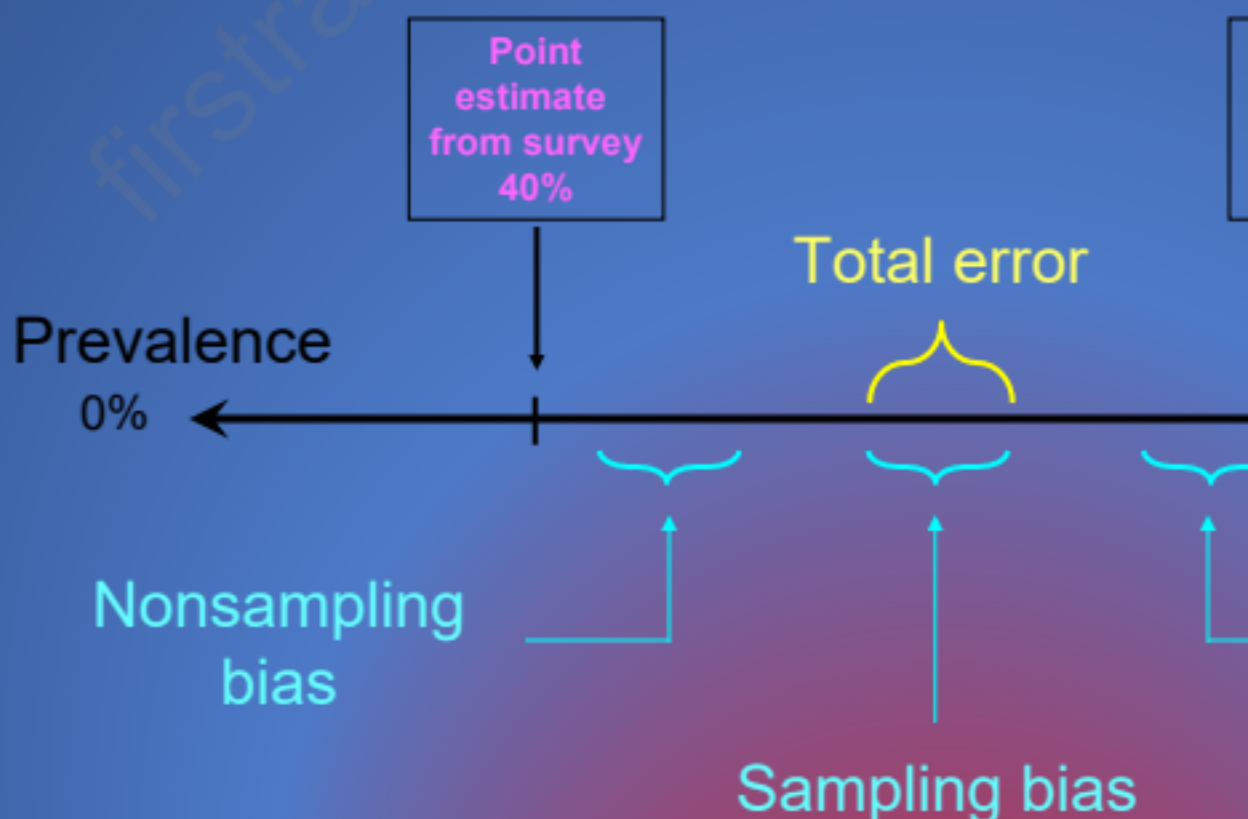 Point
estimate
from survey
40%
Total error
Prevalence
0%
Nonsampling
bias
Sampling bias